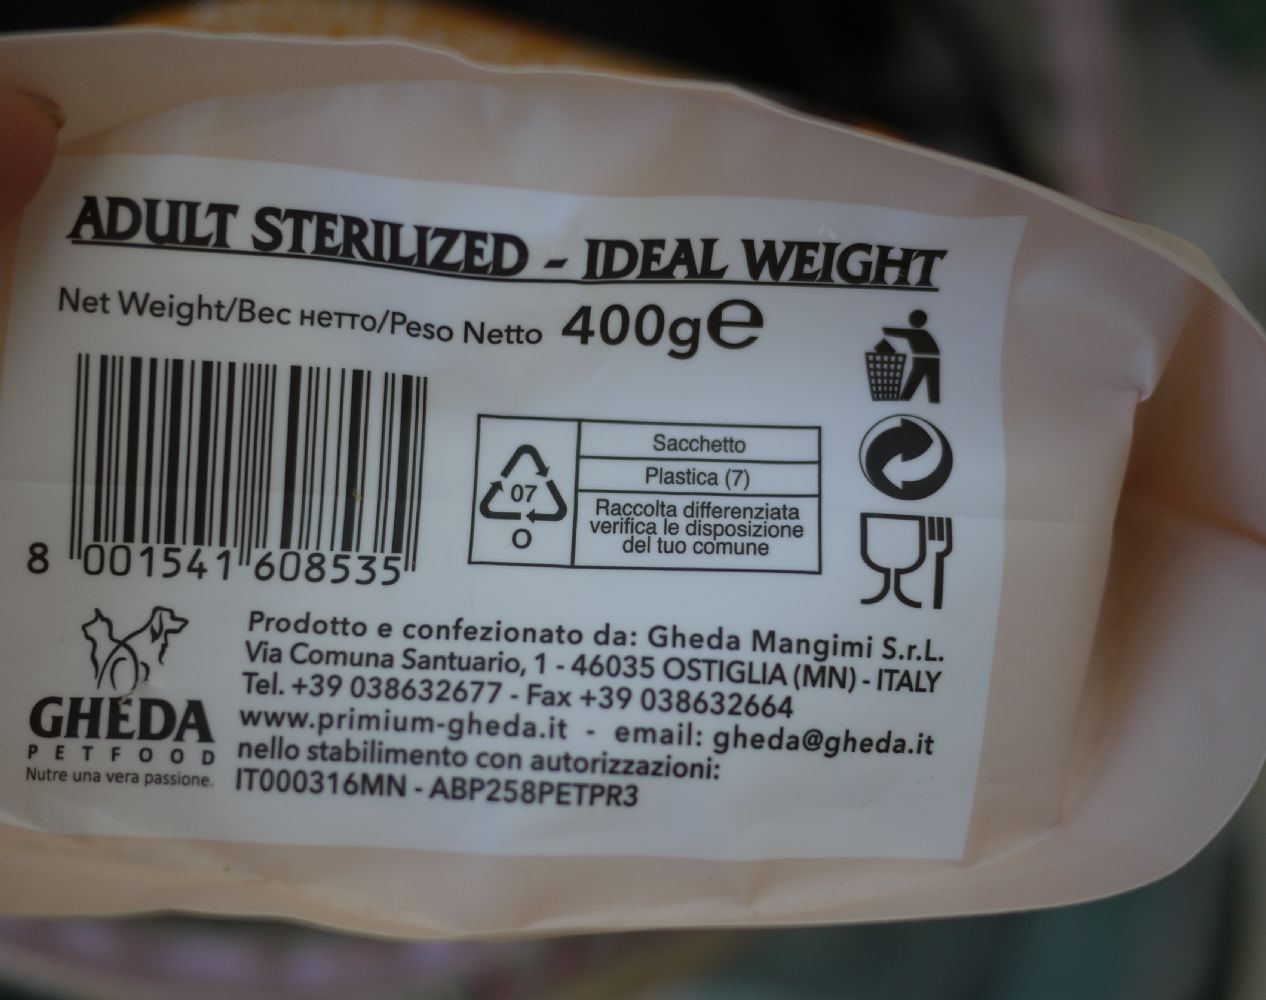 ADULT STERILIZED - IDEAL WEIGHT
Net Weight/Вес нетто/Peso Netto 400g℮
Sacchetto
07
Plastica (7)
O
Raccolta differenziata
verifica le disposizione
del tuo comune
8 001541 608535
Prodotto e confezionato da: Gheda Mangimi S.r.L.
Via Comuna Santuario, 1 - 46035 OSTIGLIA (MN) - ITALY
Tel. +39 038632677 - Fax +39 038632664
www.primium-gheda.it - email: gheda@gheda.it
nello stabilimento con autorizzazioni:
IT000316MN - ABP258PETPR3
GHEDA
PETFOOD
Nutre una vera passione.